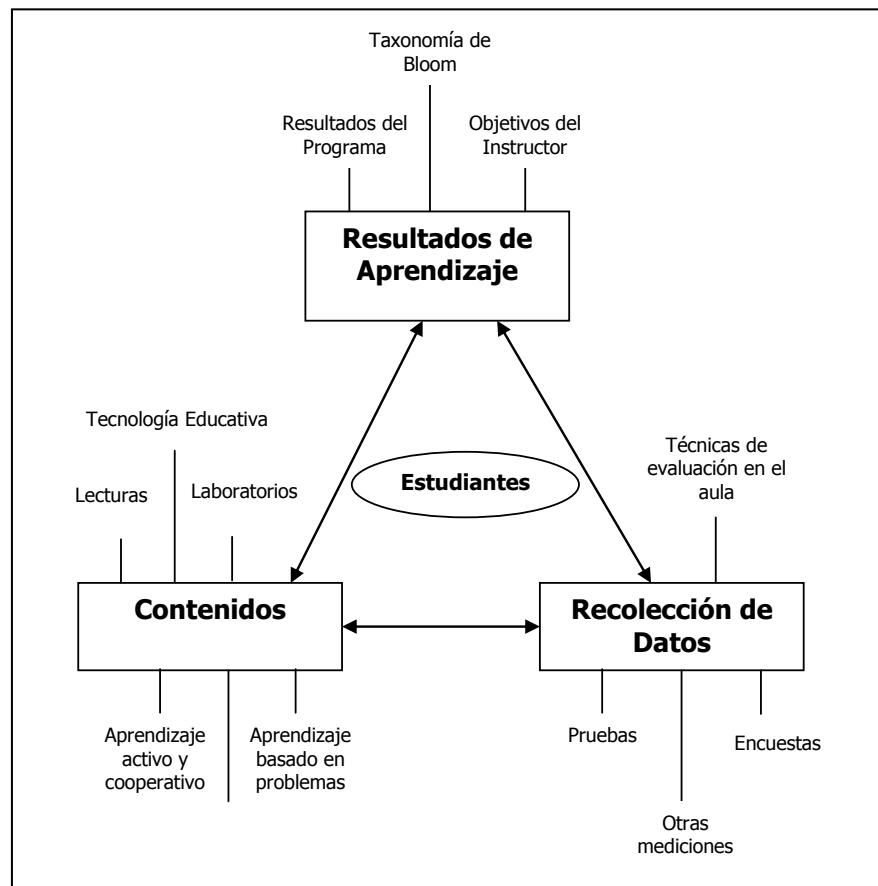 Taxonomía de
Bloom
Resultados del
Programa
Objetivos del
Instructor
Resultados de
Aprendizaje
Tecnología Educativa
Lecturas
Laboratorios
Estudiantes
Técnicas de
evaluación en el
aula
Contenidos
Recolección de
Datos
Aprendizaje
activo y
cooperativo
Aprendizaje
basado en
problemas
Pruebas
Encuestas
Otras
mediciones